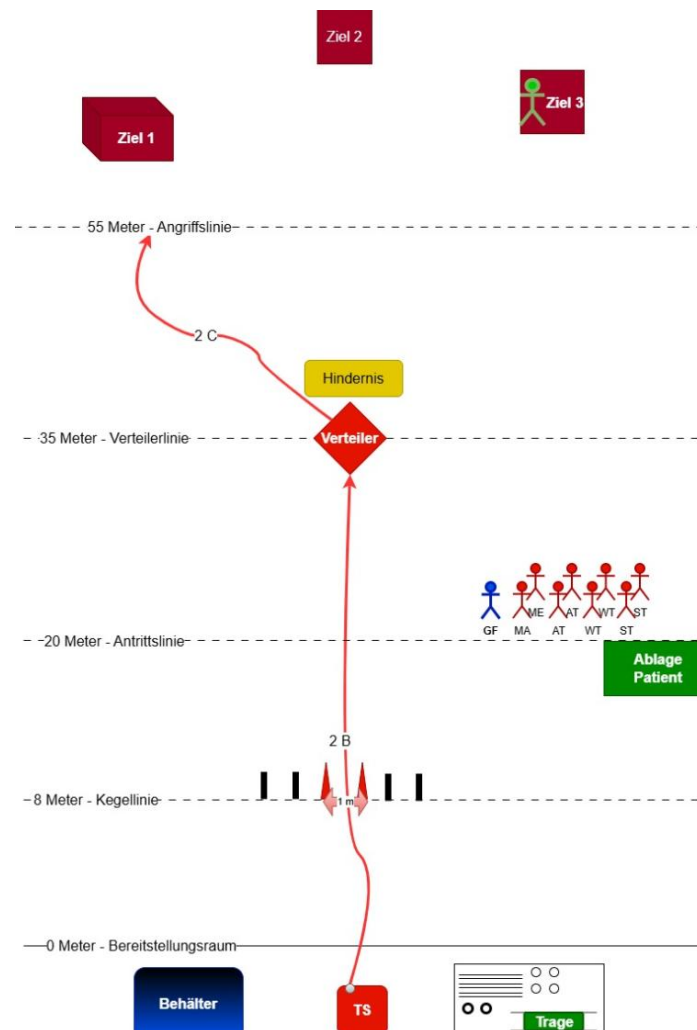 Ziel 2
Ziel 3
Ziel 1
55 Meter - Angriffslinie
2 C
Hindernis
35 Meter - Verteilerlinie
Verteiler
ME AT WT ST
GF MA AT WT ST
20 Meter - Antrittslinie
Ablage
Patient
2 B
8 Meter - Kegellinie
1 m
0 Meter - Bereitstellungsraum
Behälter
TS
Trage